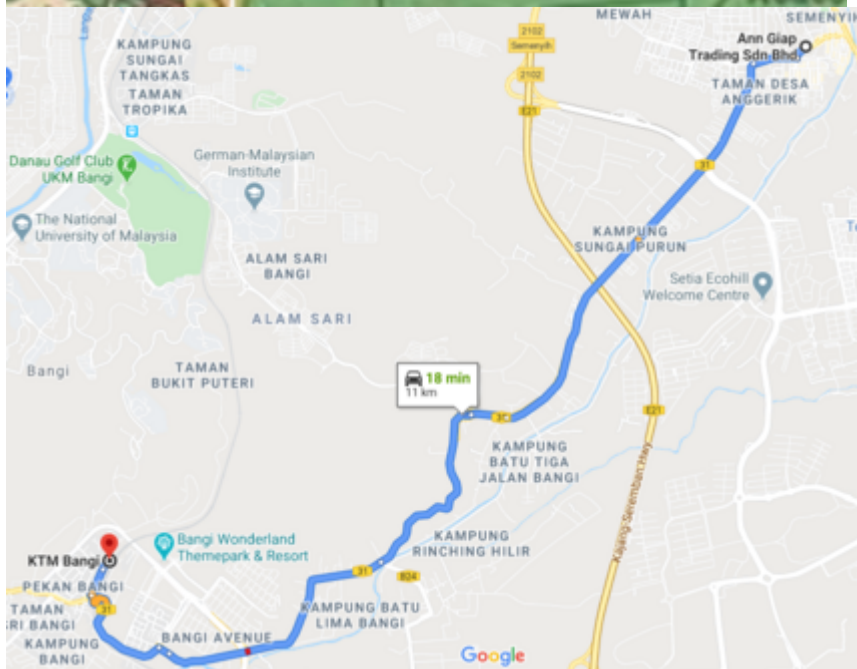 MEWAH
SEMENYIH
2102
Semenyih
2102
E21
Ann Giap
Trading Sdn Bhd
TAMAN DESA
ANGGERIK
KAMPUNG
SUNGAI
TANGKAS
TAMAN
TROPIKA
Danau Golf Club
UKM Bangi
German-Malaysian
Institute
31
The National
University of Malaysia
KAMPUNG
SUNGAI PURUN
ALAM SARI
BANGI
Setia Ecohill
Welcome Centre
ALAM SARI
Bangi
TAMAN
BUKIT PUTERI
18 min
11 km
E21
KAMPUNG
BATU TIGA
JALAN BANGI
Kajang-Seremban Hwy
KAMPUNG
RINCHING HILIR
Bangi Wonderland
Themepark & Resort
KTM Bangi
31
B24
PEKAN BANGI
31
TAMAN
SRI BANGI
KAMPUNG BATU
LIMA BANGI
KAMPUNG
BANGI
BANGI AVENUE
Google